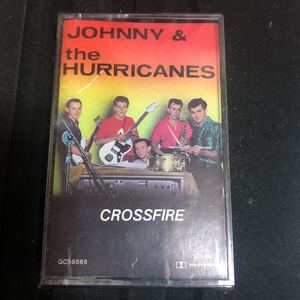 JOHNNY &
the
HURRICANES
CROSSFIRE
GC58565